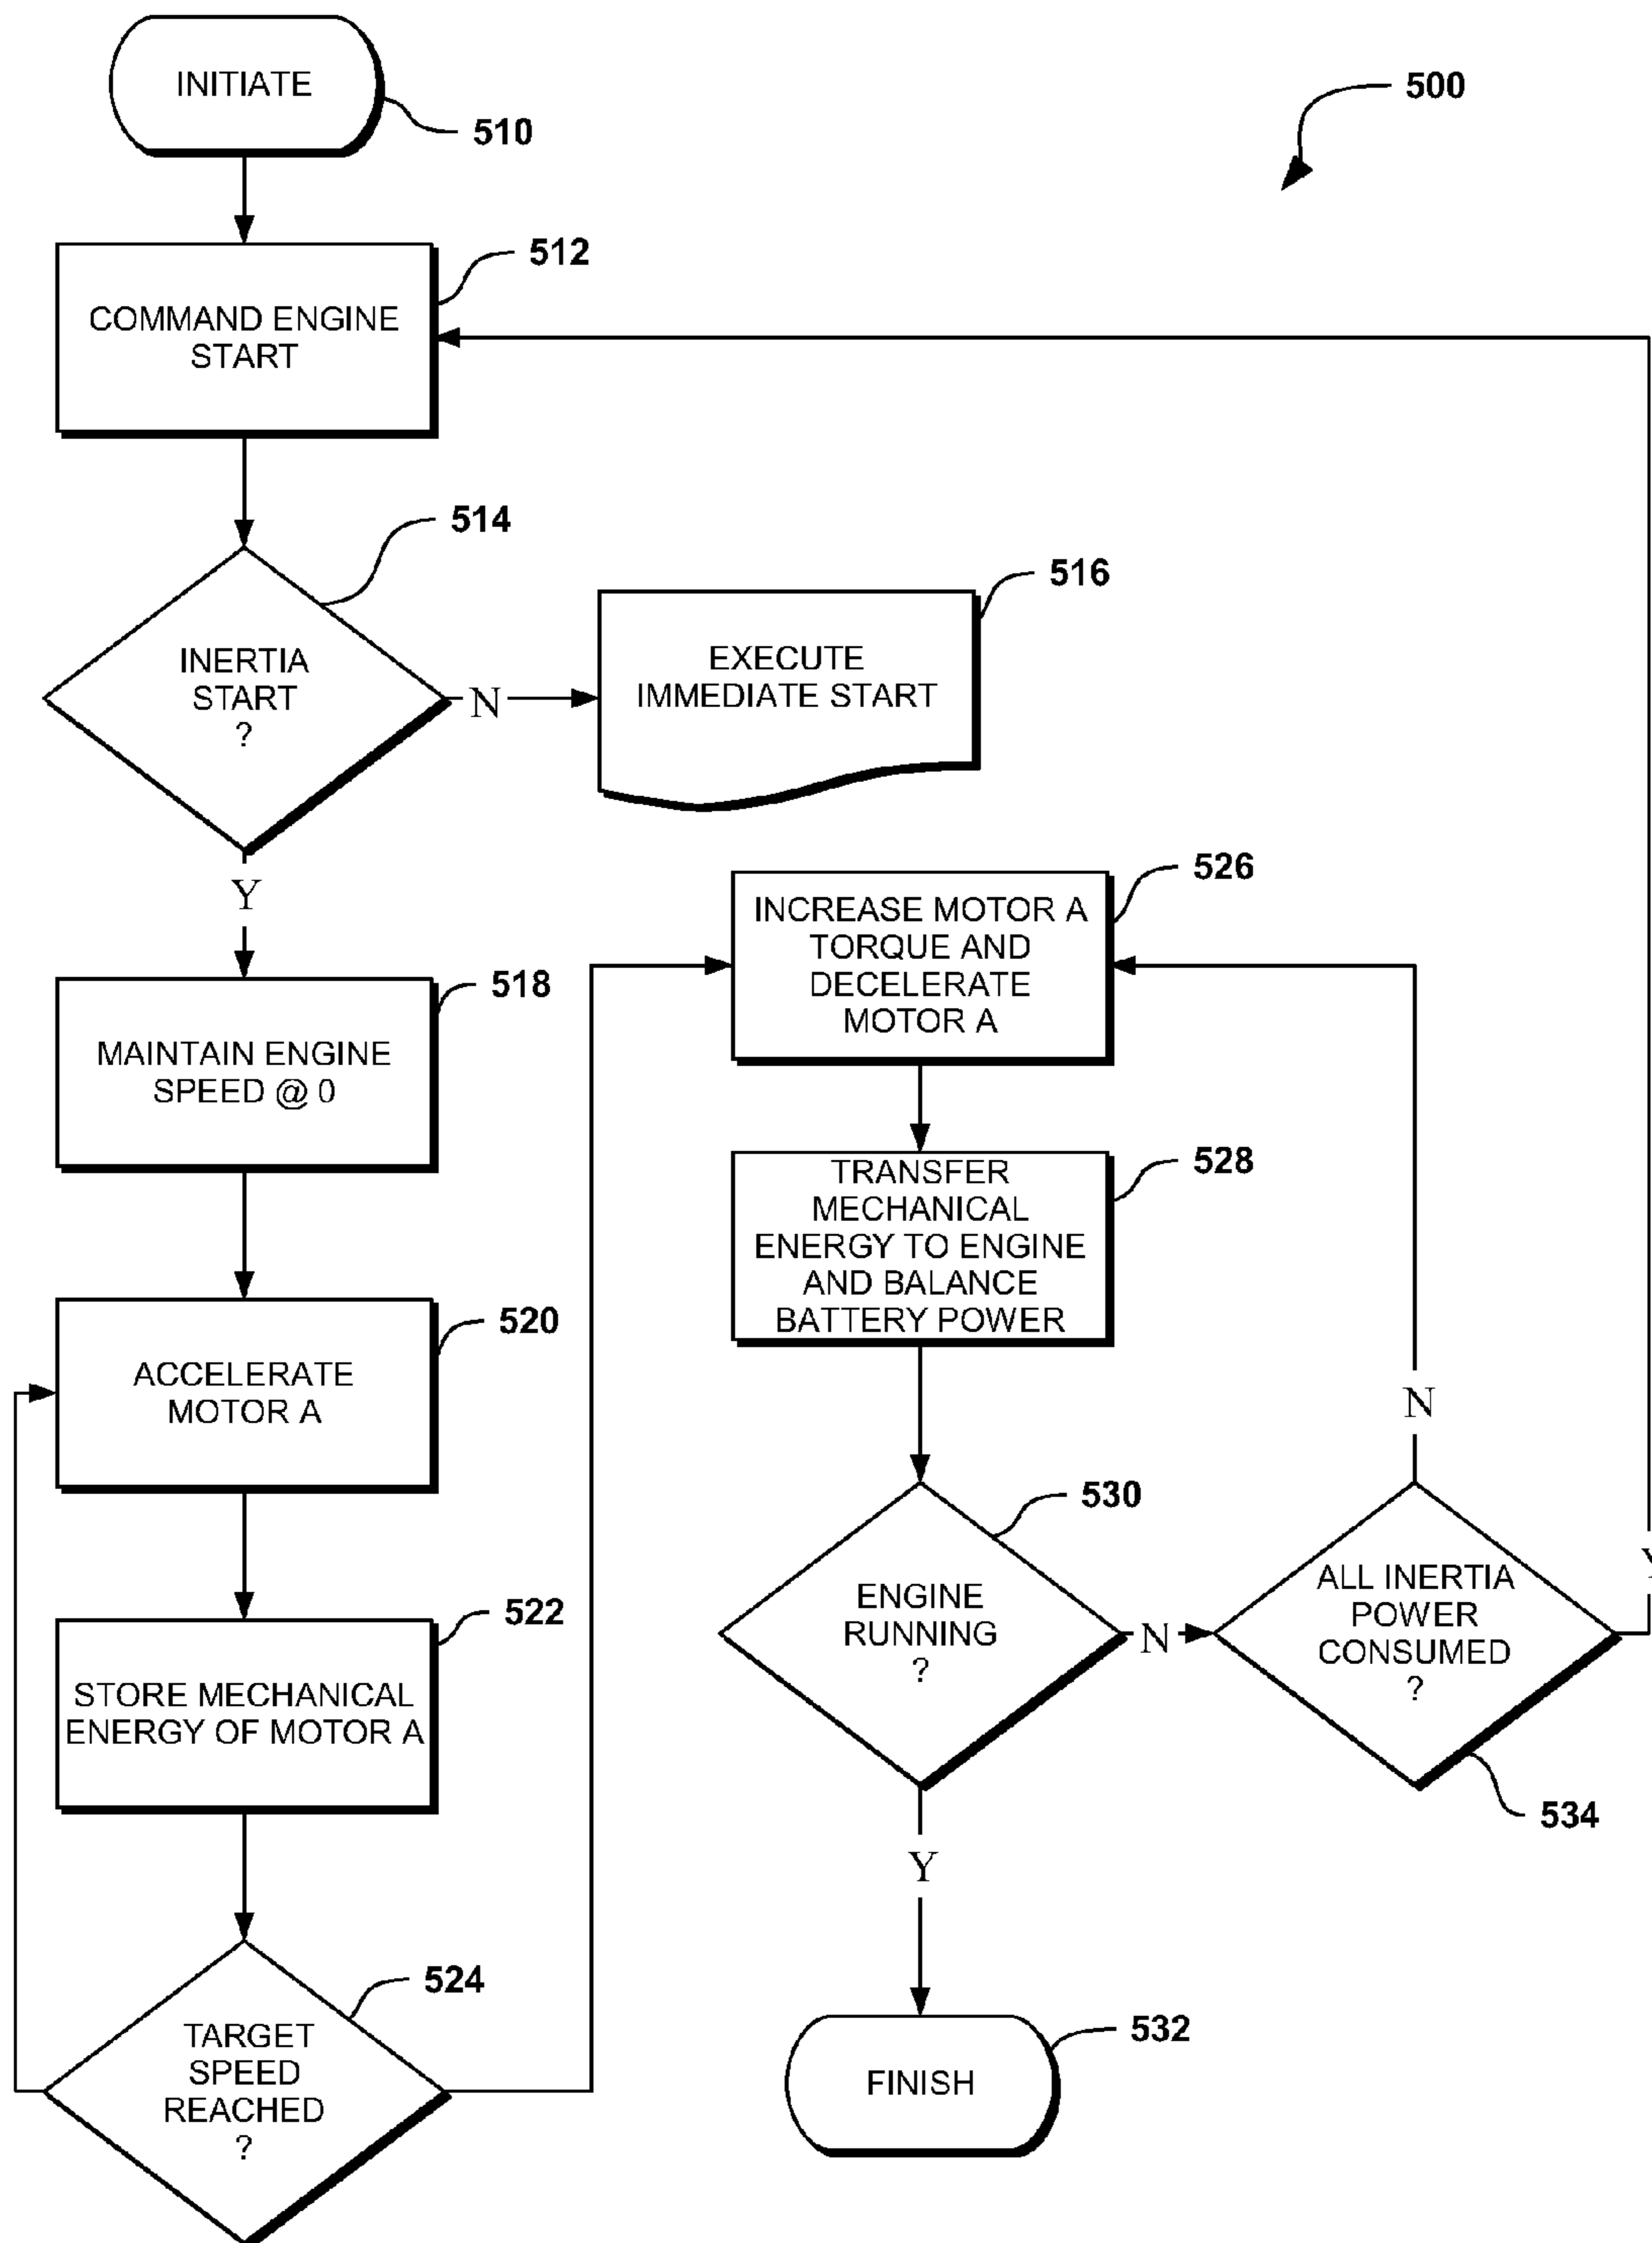 INITIATE
510
500
512
COMMAND ENGINE
START
514
INERTIA
START
?
N
516
EXECUTE
IMMEDIATE START
Y
518
MAINTAIN ENGINE
SPEED @ 0
520
ACCELERATE
MOTOR A
522
STORE MECHANICAL
ENERGY OF MOTOR A
524
TARGET
SPEED
REACHED
?
526
INCREASE MOTOR A
TORQUE AND
DECELERATE
MOTOR A
528
TRANSFER
MECHANICAL
ENERGY TO ENGINE
AND BALANCE
BATTERY POWER
530
ENGINE
RUNNING
?
N
Y
532
FINISH
534
ALL INERTIA
POWER
CONSUMED
?
N
Y